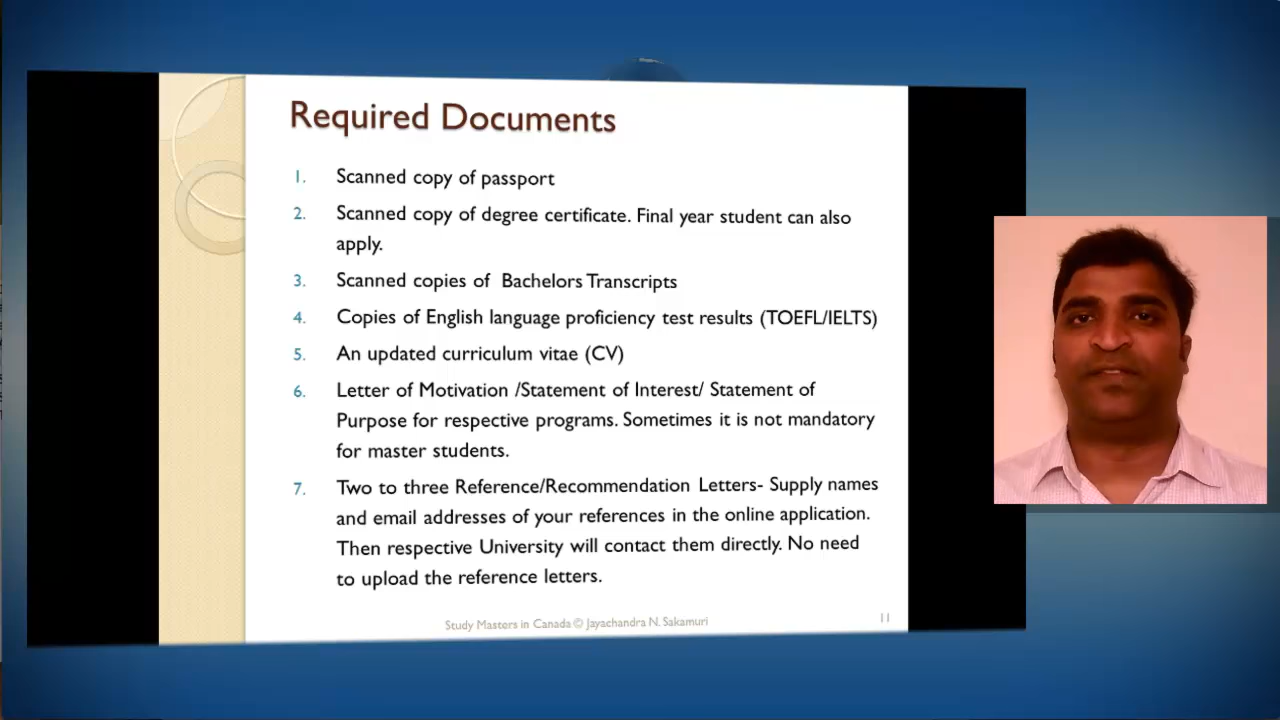 Required Documents
1. Scanned copy of passport
2. Scanned copy of degree certificate. Final year student can also
apply.
3. Scanned copies of Bachelors Transcripts
4. Copies of English language proficiency test results (TOEFL/IELTS)
5. An updated curriculum vitae (CV)
6. Letter of Motivation /Statement of Interest/ Statement of
Purpose for respective programs. Sometimes it is not mandatory
for master students.
7. Two to three Reference/Recommendation Letters- Supply names
and email addresses of your references in the online application.
Then respective University will contact them directly. No need
to upload the reference letters.
Study Masters in Canada © Jayachandra N. Sakamuri
11